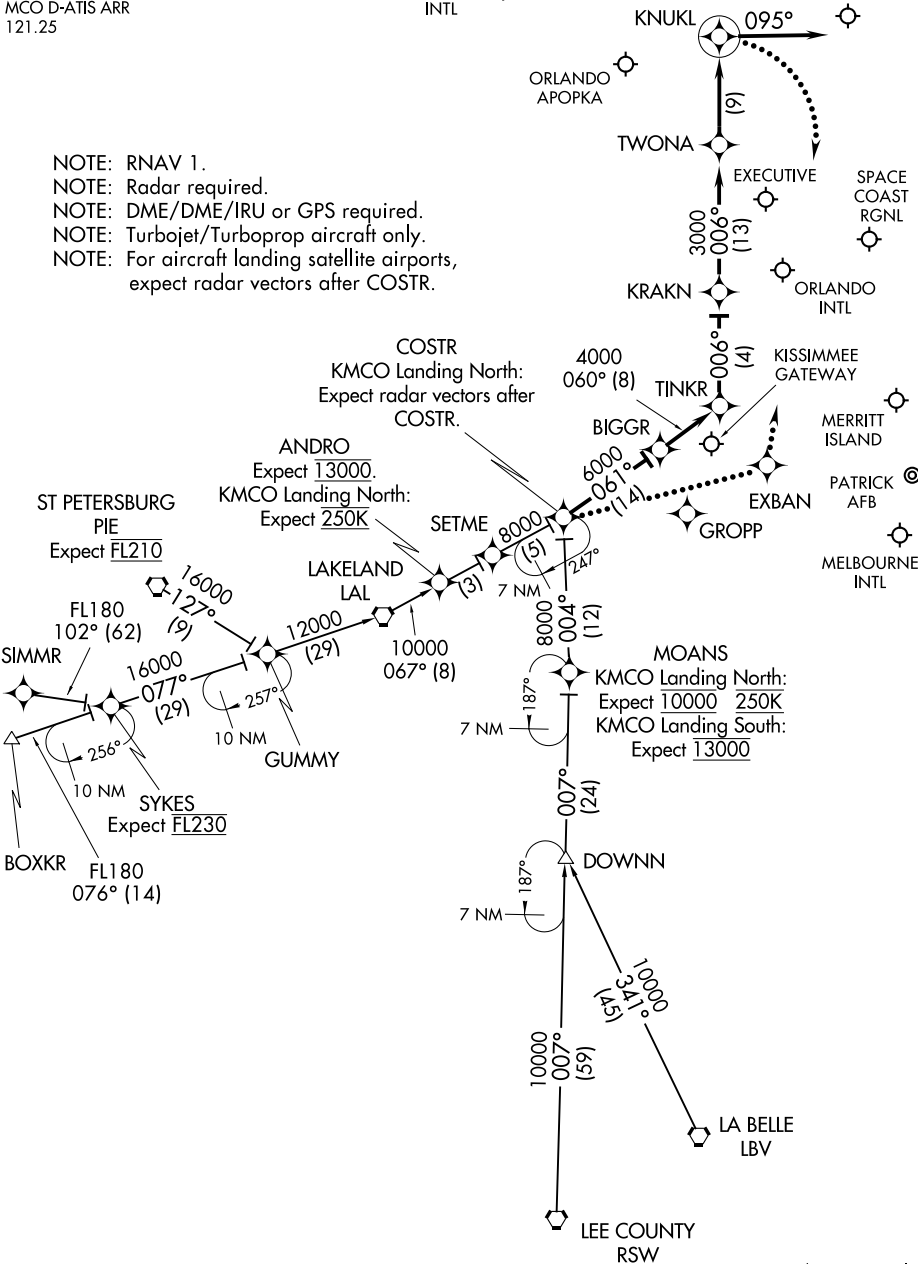 MCO D-ATIS ARR
121.25
INTL
KNUKL
095°
ORLANDO
APOPKA
(9)
TWONA
NOTE: RNAV 1.
NOTE: Radar required.
NOTE: DME/DME/IRU or GPS required.
NOTE: Turbojet/Turboprop aircraft only.
NOTE: For aircraft landing satellite airports,
expect radar vectors after COSTR.
EXECUTIVE
SPACE
COAST
RGNL
3000
006°
(13)
KRAKN
ORLANDO
INTL
006°
(4)
COSTR
KMCO Landing North:
Expect radar vectors after
COSTR.
4000
060° (8)
TINKR
KISSIMMEE
GATEWAY
BIGGR
MERRITT
ISLAND
ANDRO
Expect 13000.
KMCO Landing North:
Expect 250K
6000
061°
(14)
EXBAN
PATRICK
AFB
GROPP
MELBOURNE
INTL
ST PETERSBURG
PIE
Expect FL210
SETME
8000
(5)
247°
7 NM
LAKELAND
LAL
(3)
16000
127°
(9)
FL180
102° (62)
12000
(29)
10000
067° (8)
8000
004°
(12)
SIMMR
16000
077°
(29)
257°
10 NM
GUMMY
MOANS
KMCO Landing North:
Expect 10000 250K
KMCO Landing South:
Expect 13000
187°
7 NM
256°
10 NM
SYKES
Expect FL230
BOXKR
FL180
076° (14)
007°
(24)
DOWNN
187°
7 NM
10000
341°
(45)
10000
007°
(59)
LA BELLE
LBV
LEE COUNTY
RSW